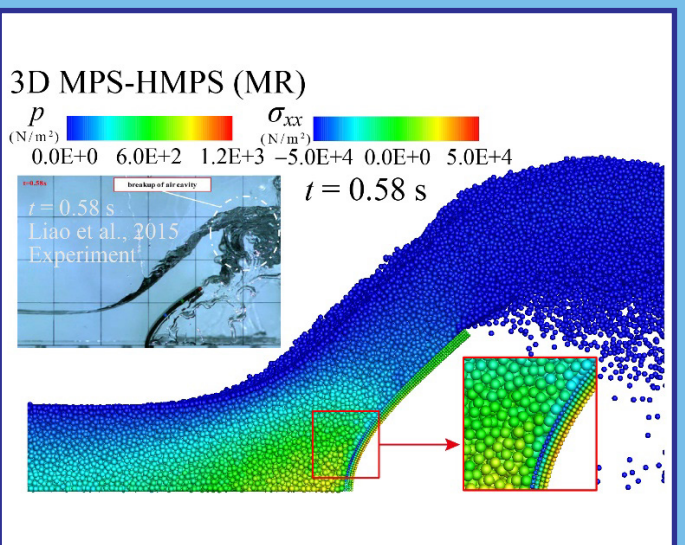 3D MPS-HMPS (MR)
p
(N/m²)
0.0E+0 6.0E+2 1.2E+3
σxx
(N/m²)
−5.0E+4 0.0E+0 5.0E+4
t = 0.58 s
t=0.58s
breakup of air cavity
t = 0.58 s
Liao et al., 2015
Experiment